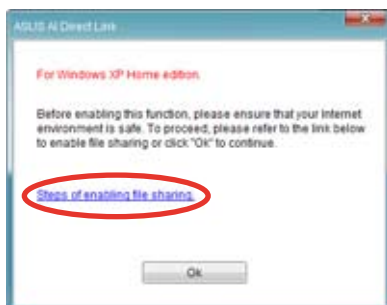 ASUS AI Direct Link
For Windows XP Home edition.
Before enabling this function, please ensure that your Internet
environment is safe. To proceed, please refer to the link below
to enable file sharing or click "Ok" to continue.
Steps of enabling file sharing.
Ok